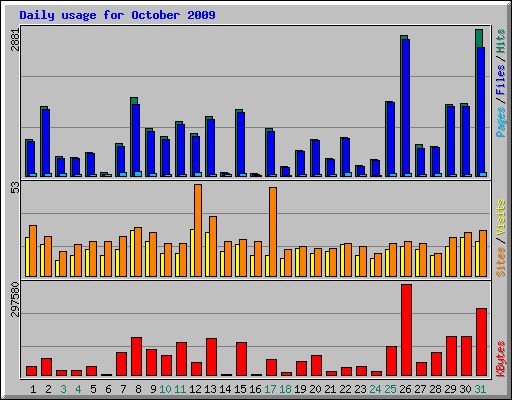 Daily usage for October 2009
2881
Pages / Files / Hits
53
Sites / Visits
297580
KBytes
1 2 3 4 5 6 7 8 9 10 11 12 13 14 15 16 17 18 19 20 21 22 23 24 25 26 27 28 29 30 31